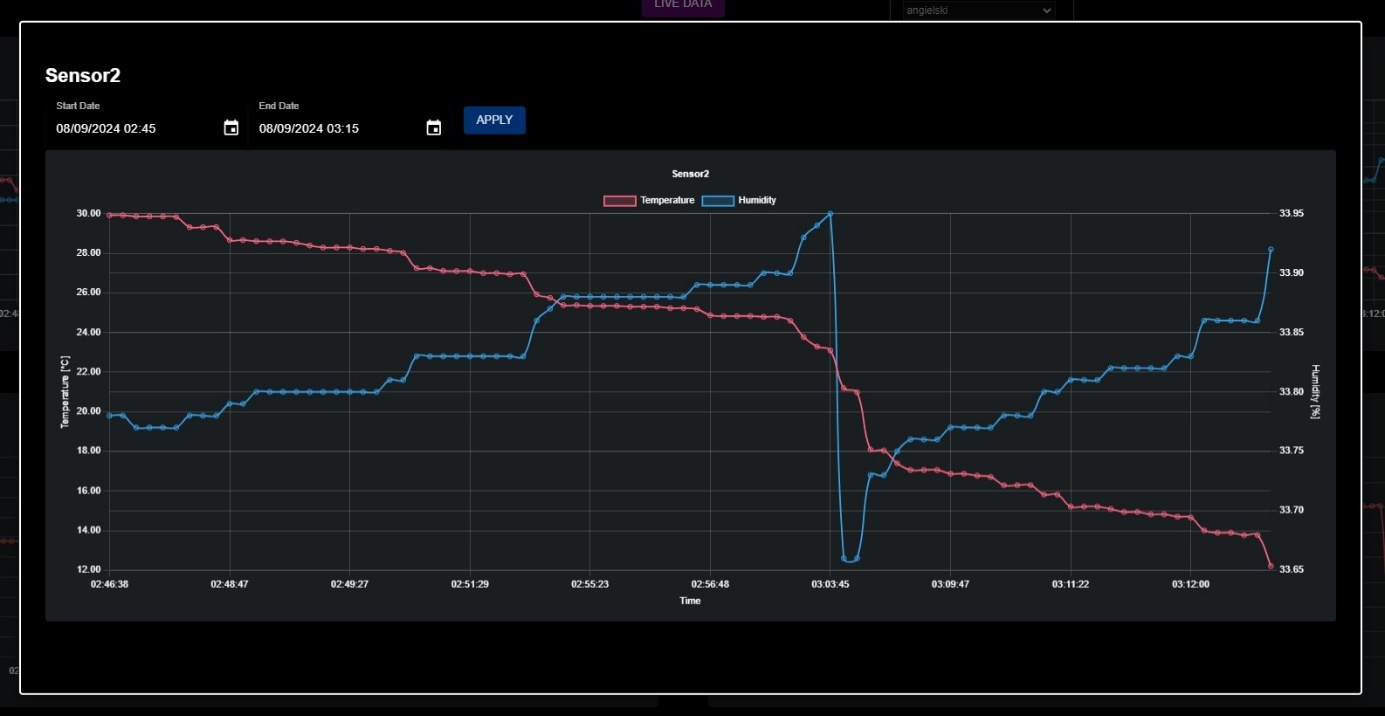 LIVE DATA
angielski
Sensor2
Start Date
End Date
08/09/2024 02:45
08/09/2024 03:15
APPLY
Sensor2
Temperature Humidity
30.00
28.00
26.00
24.00
22.00
20.00
18.00
16.00
14.00
12.00
Temperature [°C]
33.95
33.90
33.85
33.80
33.75
33.70
33.65
Humidity [%]
02:46:38 02:48:47 02:49:27 02:51:29 02:55:23 02:56:48 03:03:45 03:09:47 03:11:22 03:12:00
Time